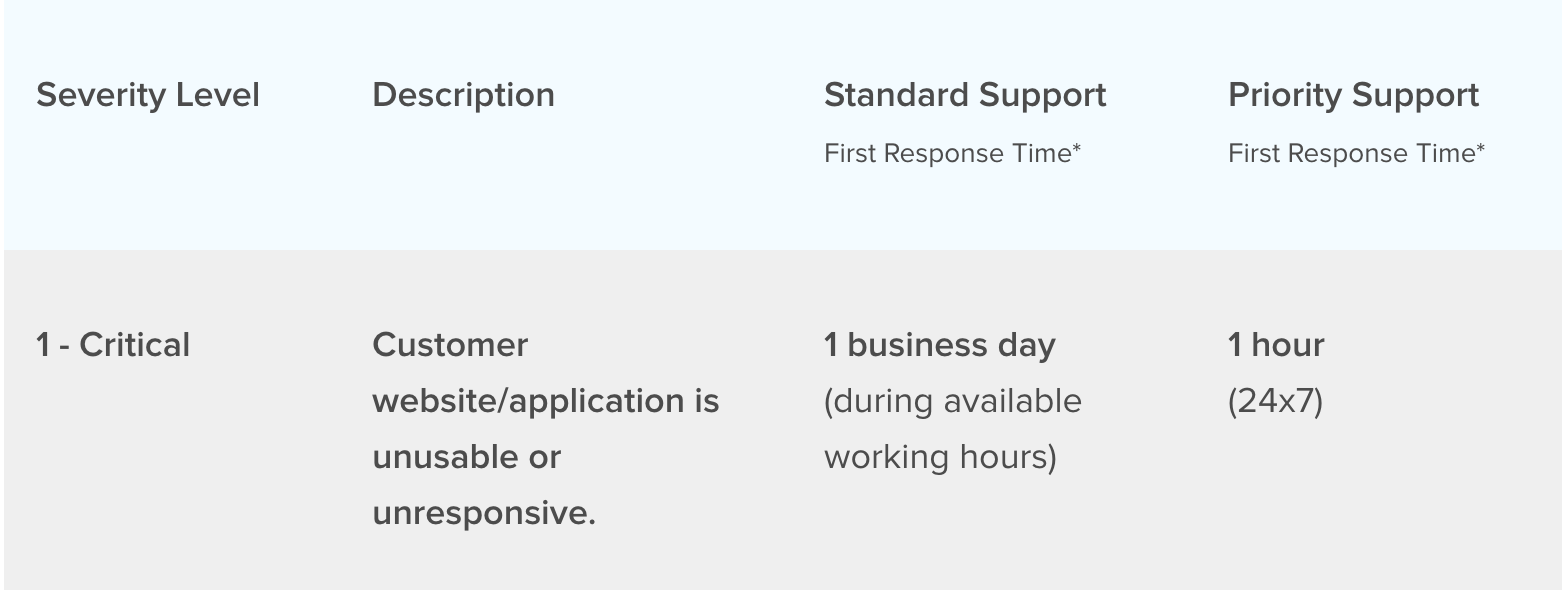 Severity Level
Description
Standard Support
First Response Time*
Priority Support
First Response Time*
1 - Critical
Customer
website/application is
unusable or
unresponsive.
1 business day
(during available
working hours)
1 hour
(24x7)